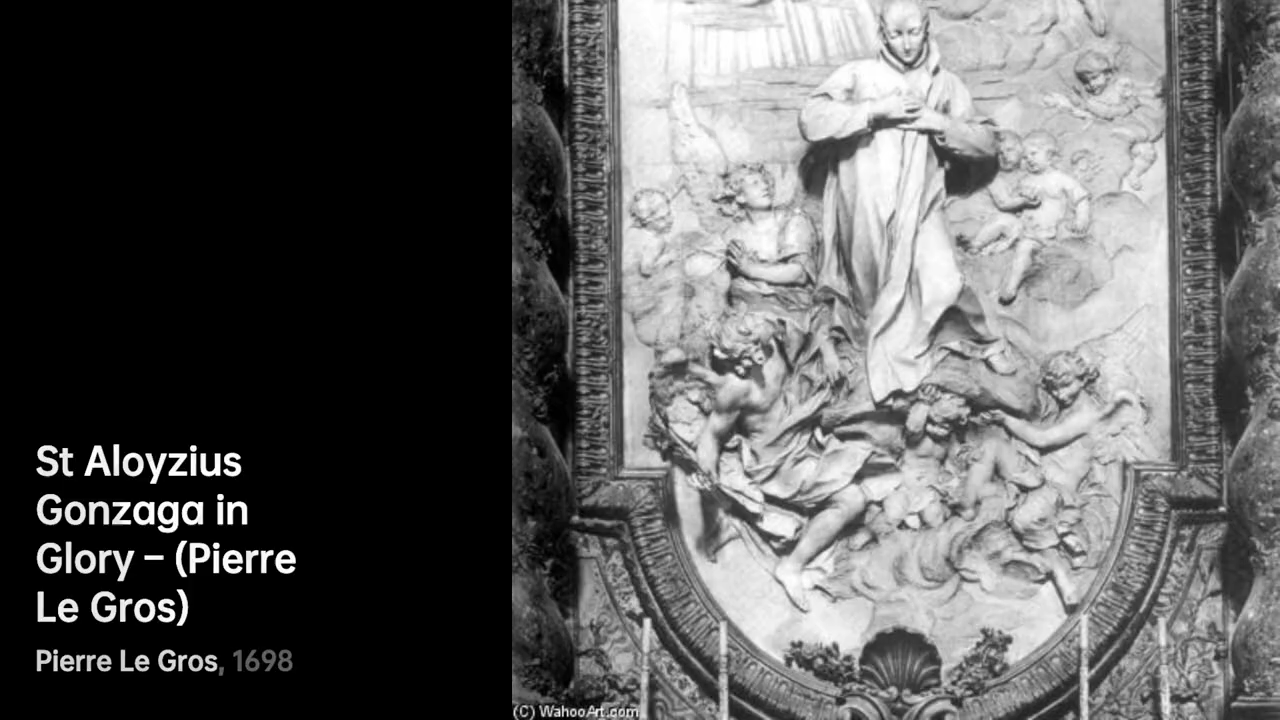 St Aloyzius
Gonzaga in
Glory – (Pierre
Le Gros)
Pierre Le Gros, 1698
(C) WahooArt.com